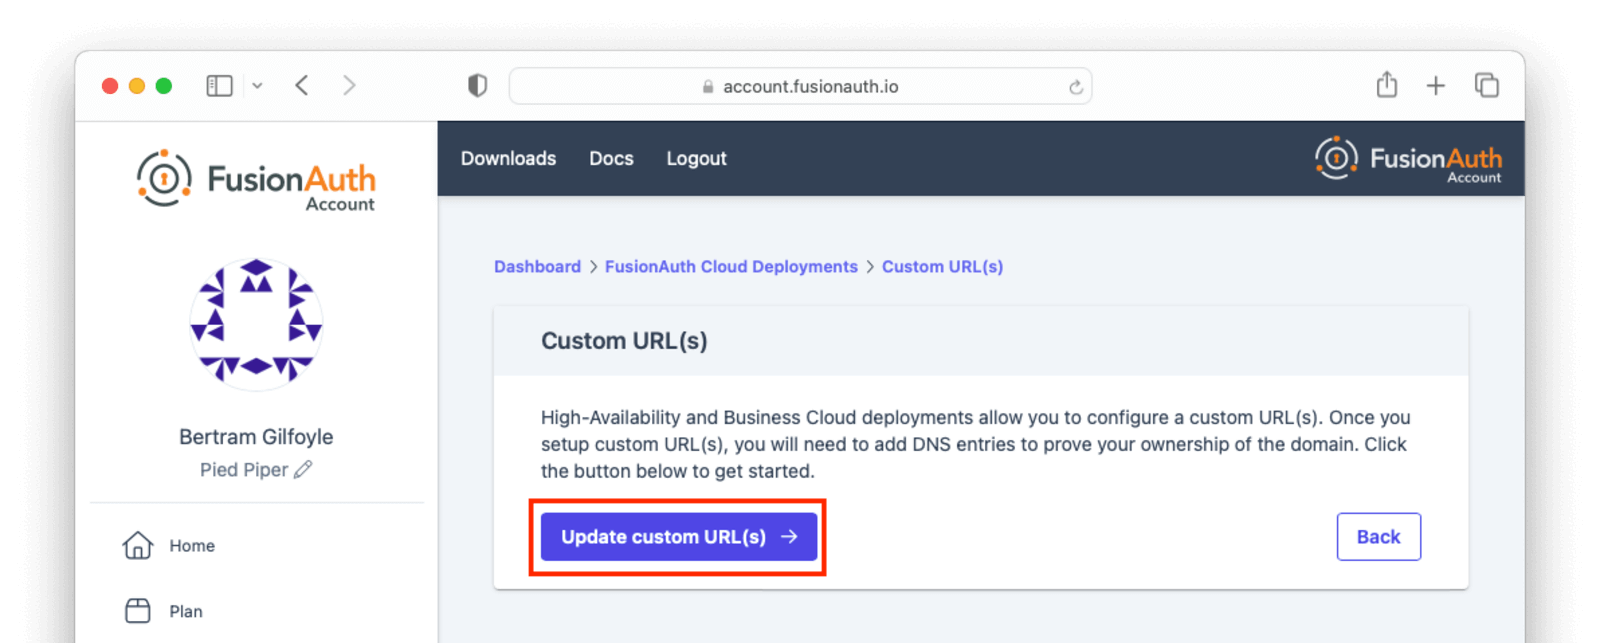 account.fusionauth.io
FusionAuth
Account
Downloads Docs Logout
FusionAuth
Account
Bertram Gilfoyle
Pied Piper
Home
Plan
Dashboard > FusionAuth Cloud Deployments > Custom URL(s)
Custom URL(s)
High-Availability and Business Cloud deployments allow you to configure a custom URL(s). Once you
setup custom URL(s), you will need to add DNS entries to prove your ownership of the domain. Click
the button below to get started.
Update custom URL(s) →
Back